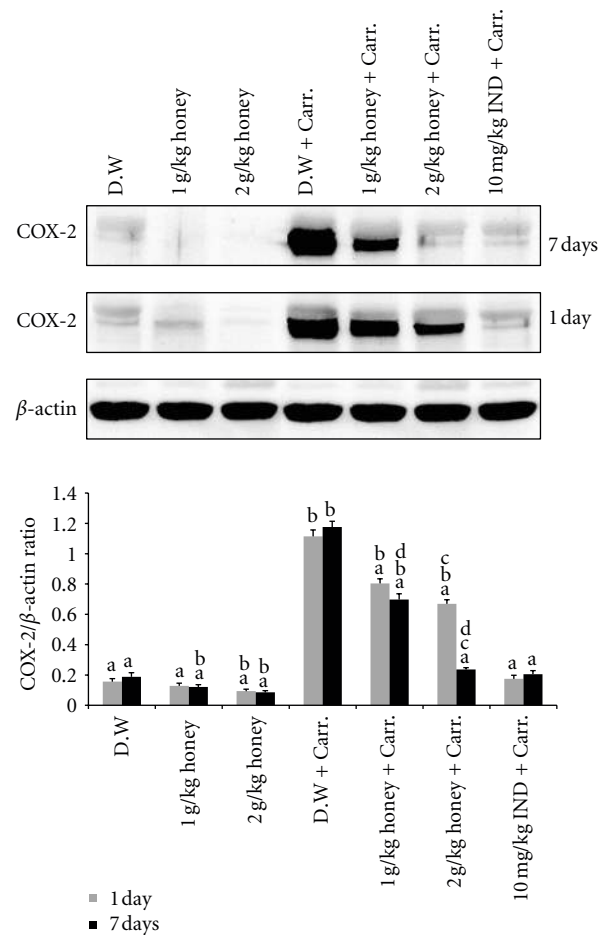 D.W
1 g/kg honey
2 g/kg honey
D.W + Carr.
1 g/kg honey + Carr.
2 g/kg honey + Carr.
10 mg/kg IND + Carr.
COX-2
7 days
COX-2
1 day
β-actin
COX-2/β-actin ratio
1.4
1.2
1
0.8
0.6
0.4
0.2
0
a a
a b a
b a b a
b b
b a d b a
c b a d c a
a a
D.W
1 g/kg honey
2 g/kg honey
D.W + Carr.
1 g/kg honey + Carr.
2 g/kg honey + Carr.
10 mg/kg IND + Carr.
1 day
7 days